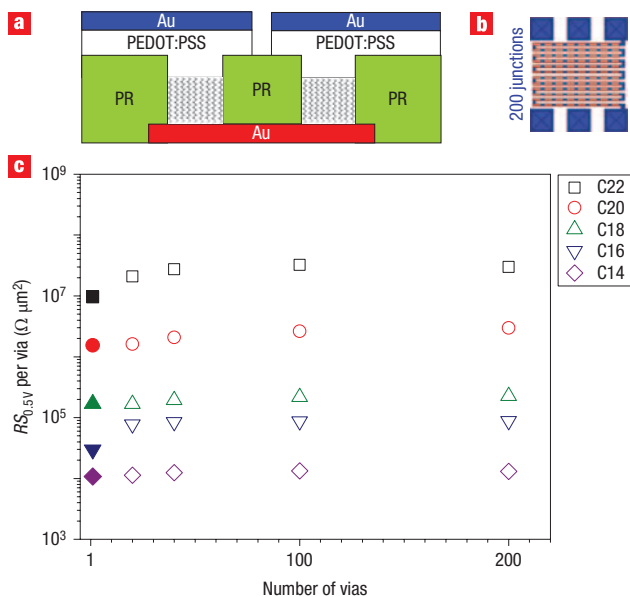 a
Au
Au
PEDOT:PSS
PEDOT:PSS
PR
PR
PR
Au
b
200 junctions
c
RS0.5V per via (Ω μm²)
10⁹
10⁷
10⁵
10³
1
100
200
Number of vias
C22
C20
C18
C16
C14